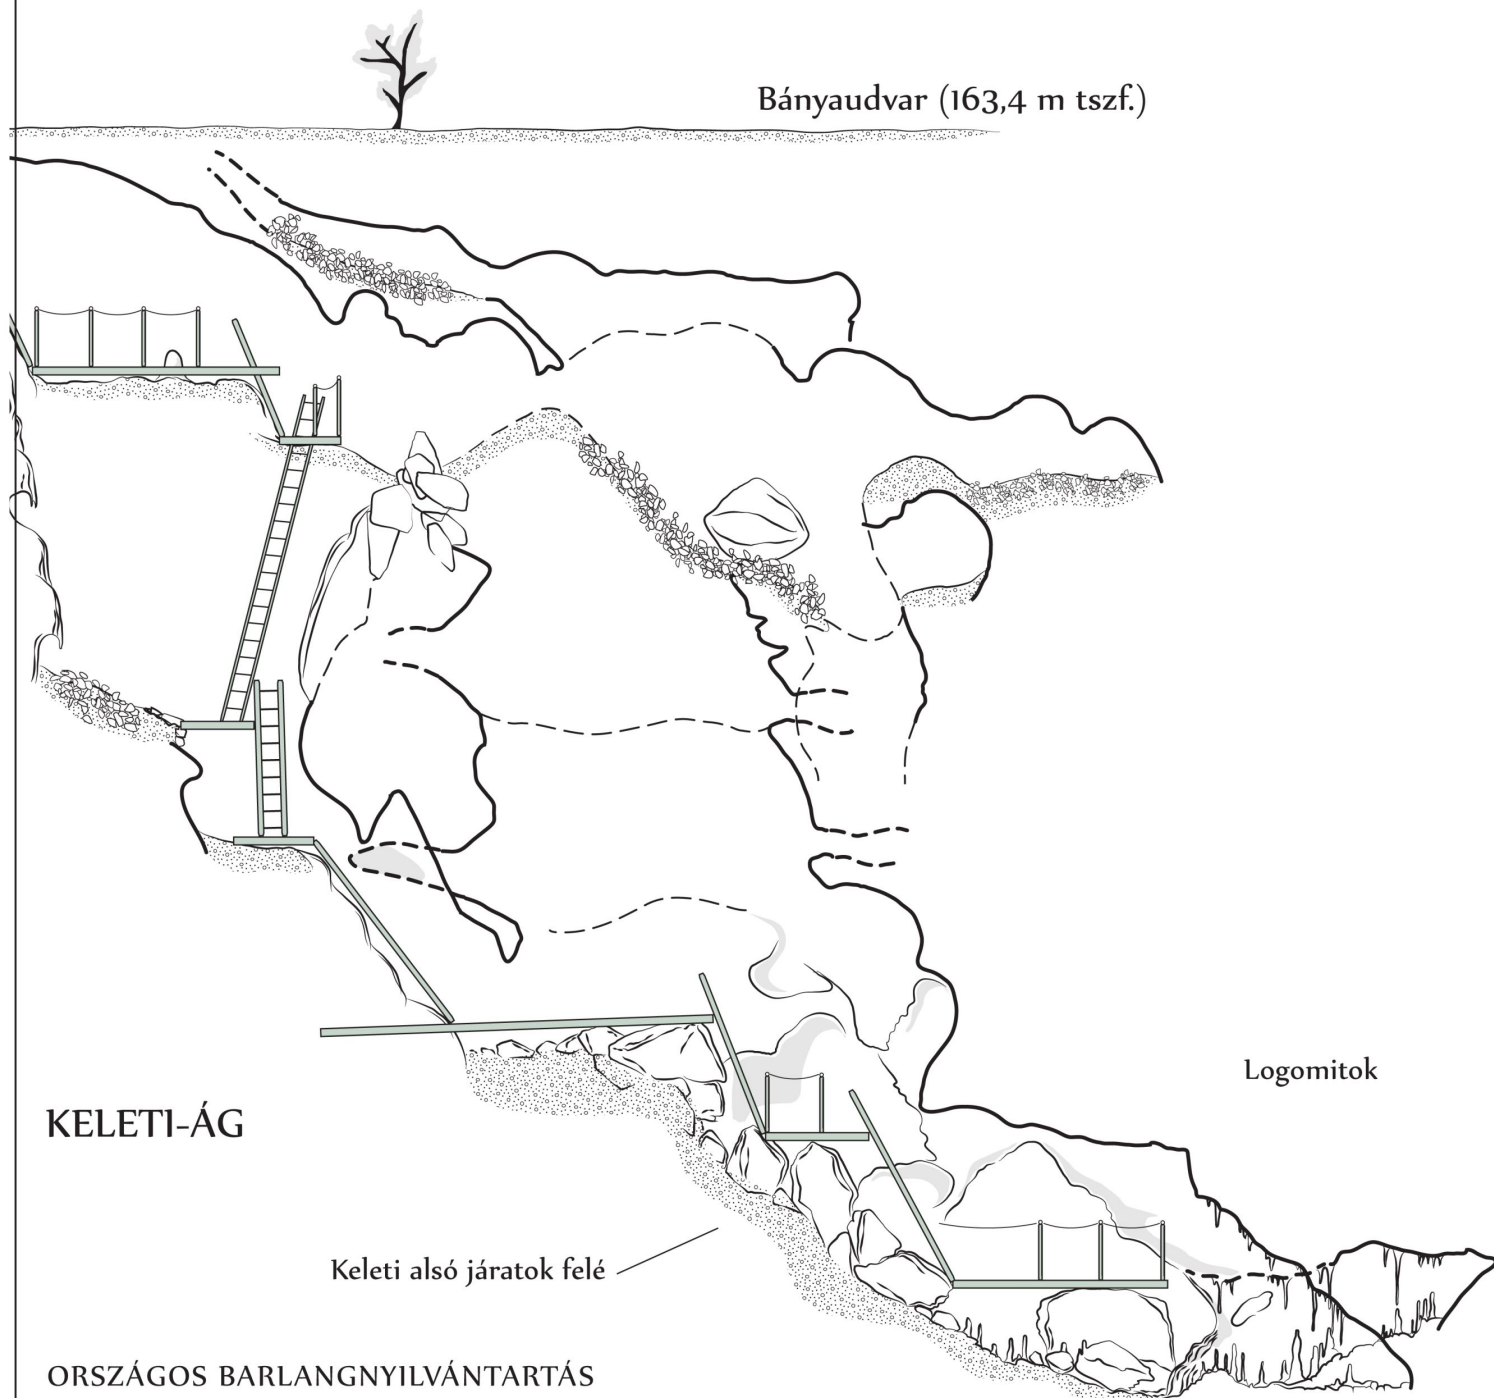 Bányaudvar (163,4 m tszf.)
Logomitok
KELETI-ÁG
Keleti alsó járatok felé
ORSZÁGOS BARLANGNYILVÁNTARTÁS